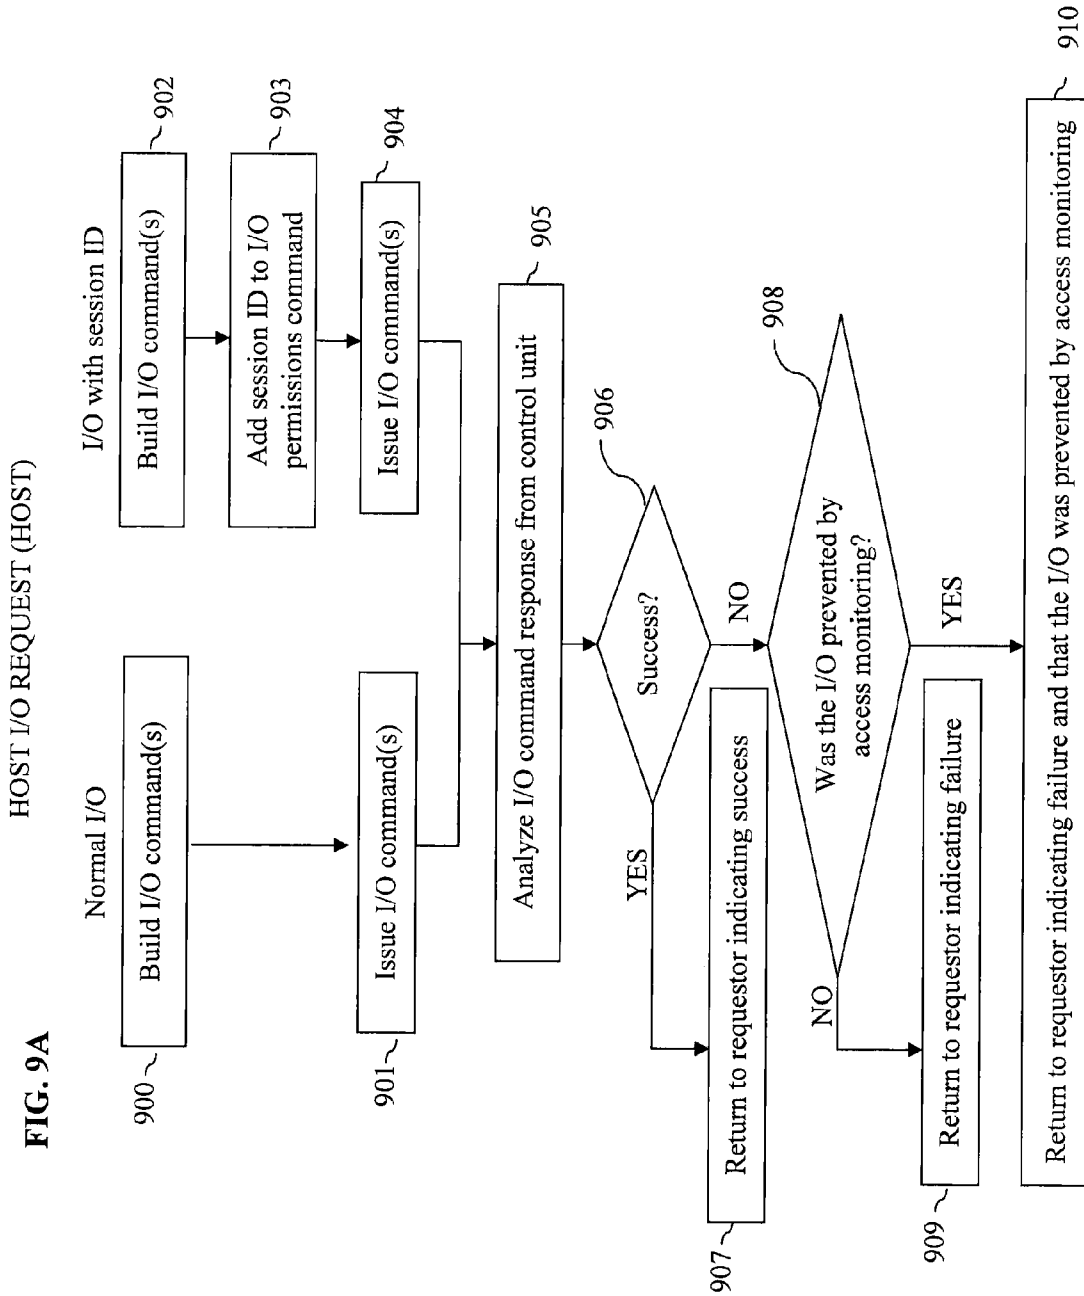 FIG. 9A
HOST I/O REQUEST (HOST)
Normal I/O
I/O with session ID
900
Build I/O command(s)
Build I/O command(s)
902
Add session ID to I/O
permissions command
903
901
Issue I/O command(s)
Issue I/O command(s)
904
Analyze I/O command response from control unit
905
Success?
906
YES
NO
907
Return to requestor indicating success
Was the I/O prevented by
access monitoring?
908
NO
YES
909
Return to requestor indicating failure
Return to requestor indicating failure and that the I/O was prevented by access monitoring
910